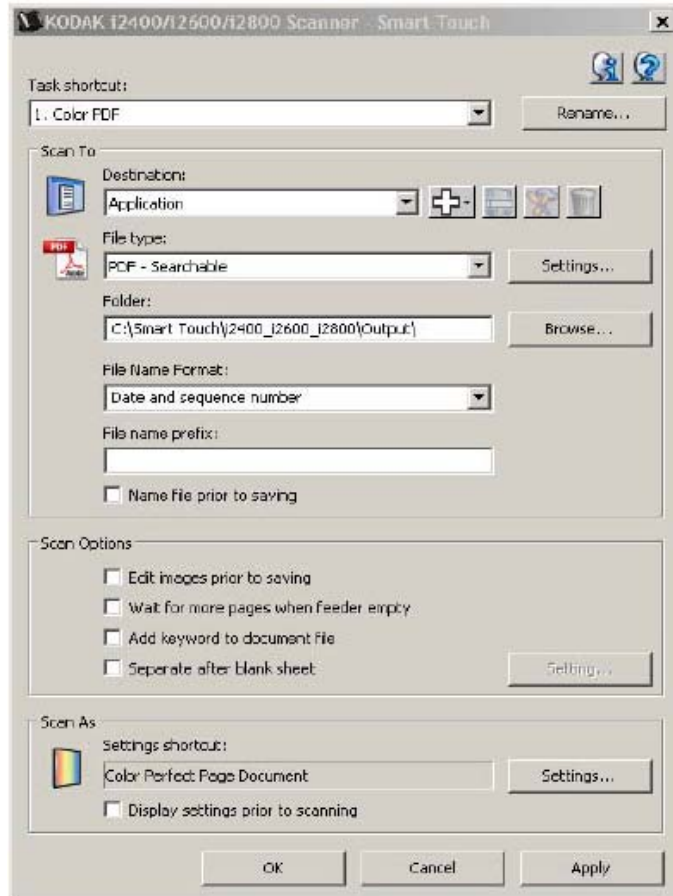 KODAK i2400/i2600/i2800 Scanner - Smart Touch
Task shortcut:
1. Color PDF
Rename...
Scan To
Destination:
Application
PDF
File type:
PDF - Searchable
Settings...
Folder:
C:\Smart Touch\i2400_i2600_i2800\Output\
Browse...
File Name Format:
Date and sequence number
File name prefix:
Name file prior to saving
Scan Options
Edit images prior to saving
Wait for more pages when feeder empty
Add keyword to document file
Separate after blank sheet
Setting...
Scan As
Settings shortcut:
Color Perfect Page Document
Settings...
Display settings prior to scanning
OK
Cancel
Apply